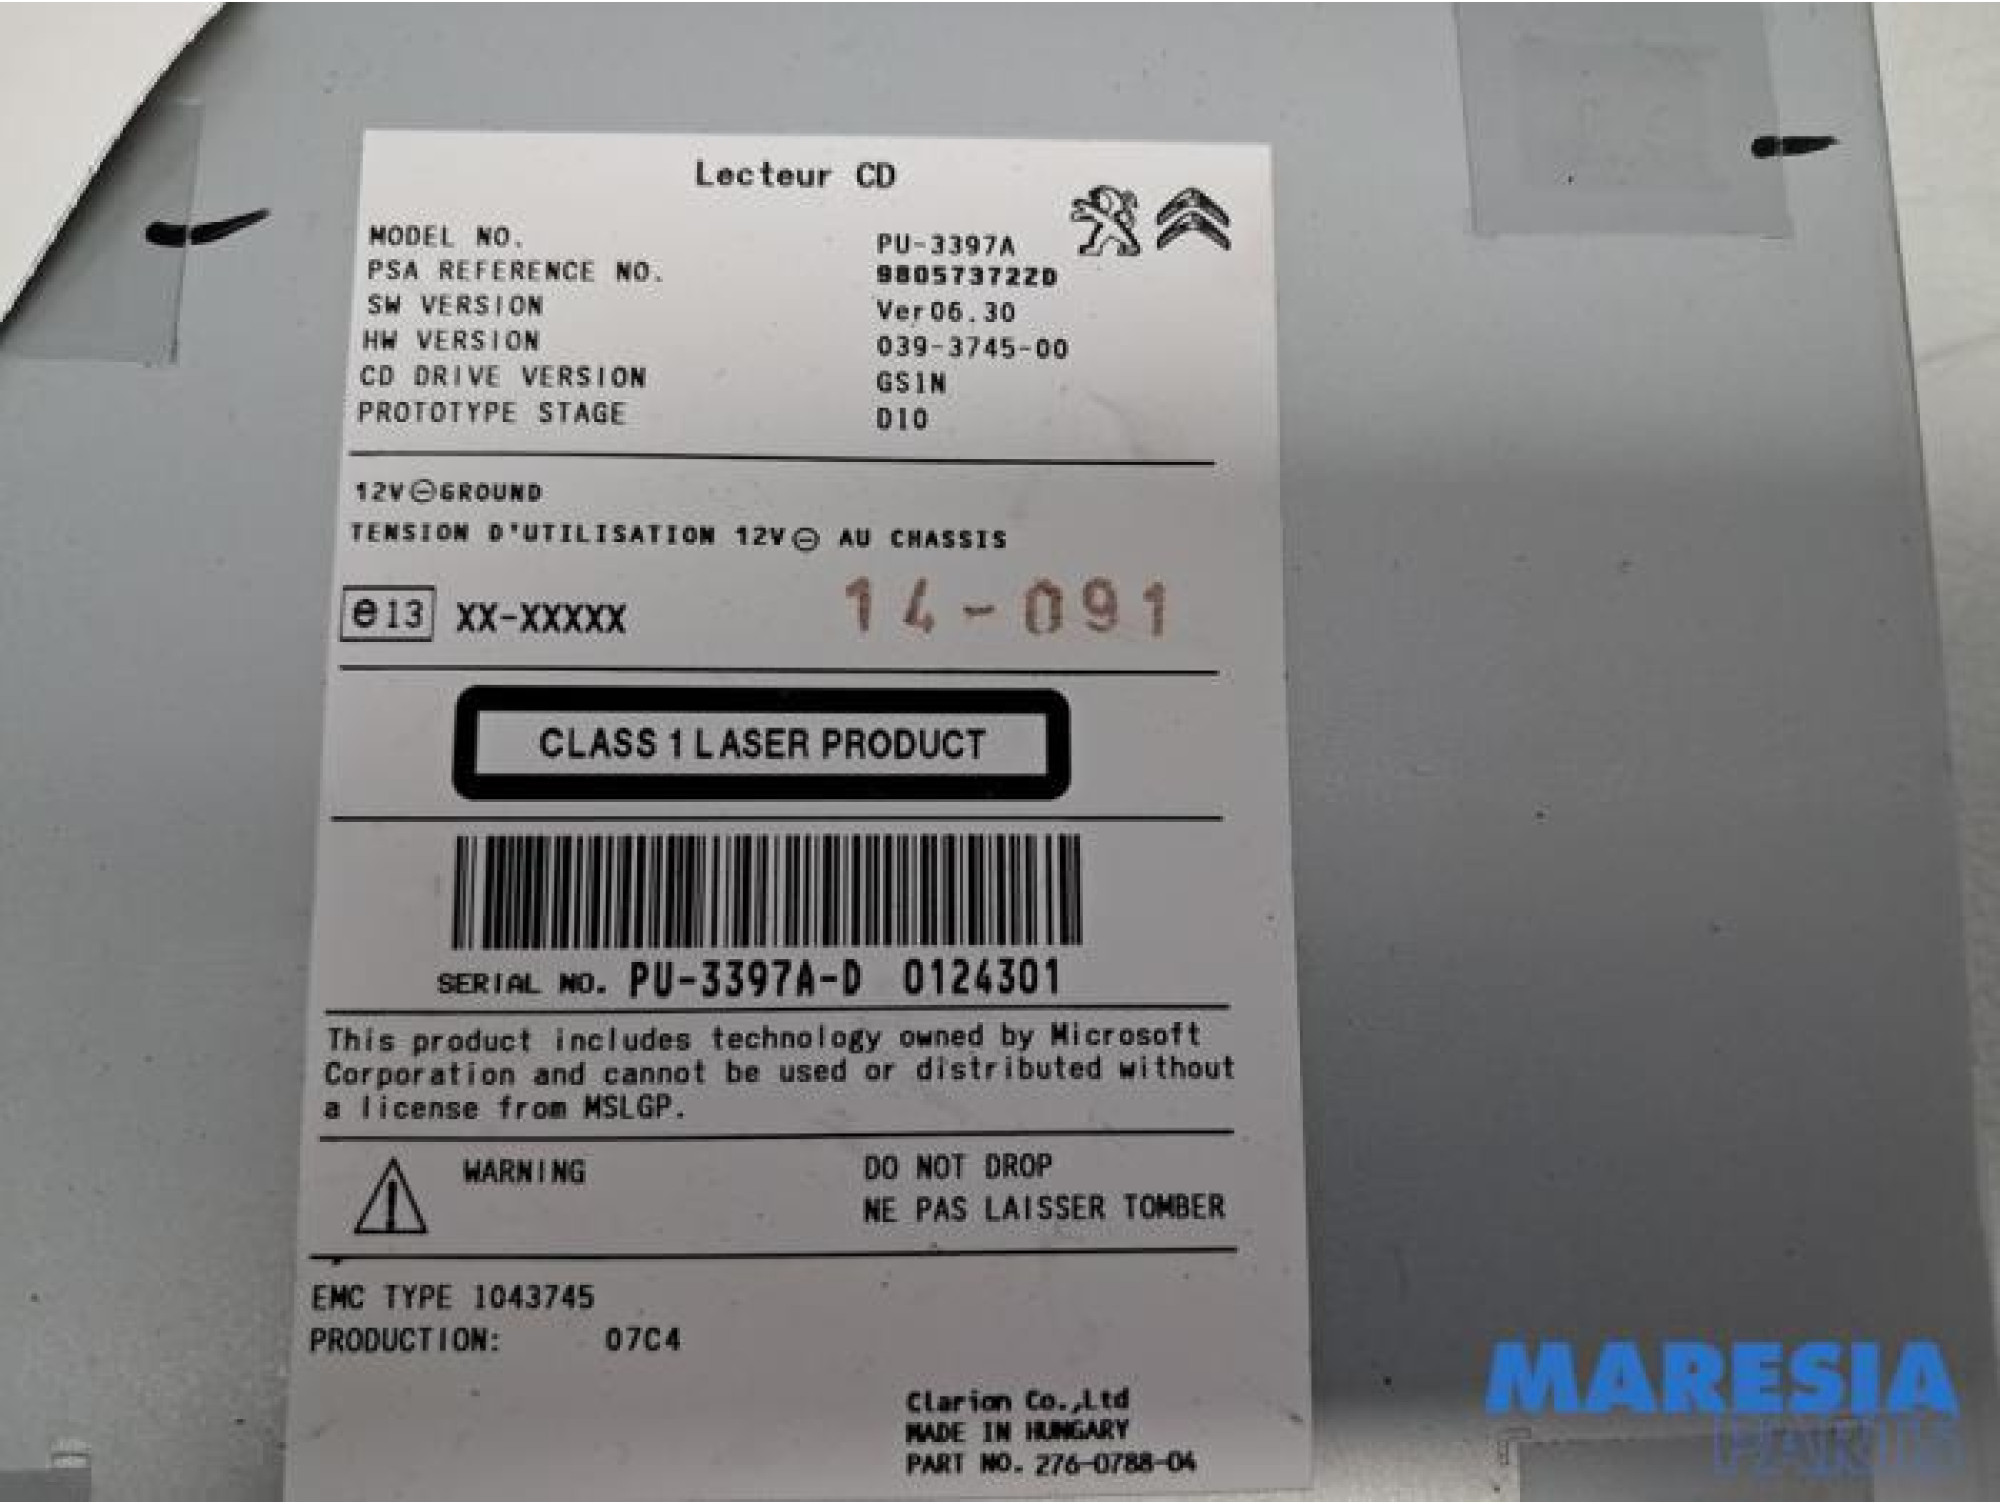 Lecteur CD
MODEL NO. PU-3397A
PSA REFERENCE NO. 98057372ZD
SW VERSION Ver06.30
HW VERSION 039-3745-00
CD DRIVE VERSION GS1N
PROTOTYPE STAGE D10
12V⊖GROUND
TENSION D'UTILISATION 12V⊖ AU CHASSIS
e13 XX-XXXXX 14-091
CLASS 1 LASER PRODUCT
SERIAL NO. PU-3397A-D 0124301
This product includes technology owned by Microsoft
Corporation and cannot be used or distributed without
a license from MSLGP.
WARNING DO NOT DROP
NE PAS LAISSER TOMBER
EMC TYPE 1043745
PRODUCTION: 07C4
Clarion Co.,Ltd
MADE IN HUNGARY
PART NO. 276-0788-04
MARESIA
PARTS